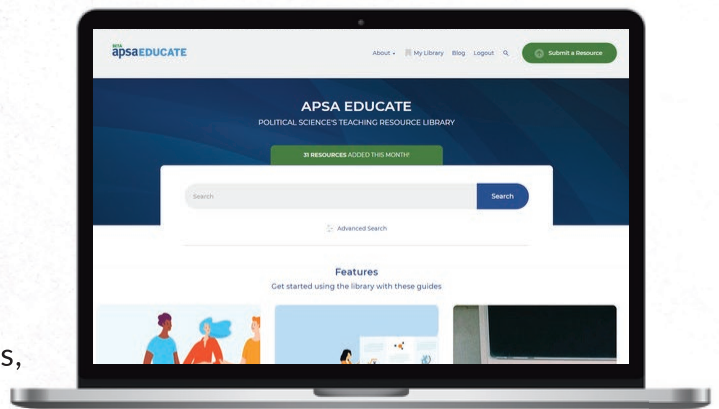 BETA
apsaEDUCATE
About
My Library
Blog
Logout
Submit a Resource
APSA EDUCATE
POLITICAL SCIENCE'S TEACHING RESOURCE LIBRARY
31 RESOURCES ADDED THIS MONTH!
Search
Search
Advanced Search
Features
Get started using the library with these guides
s,